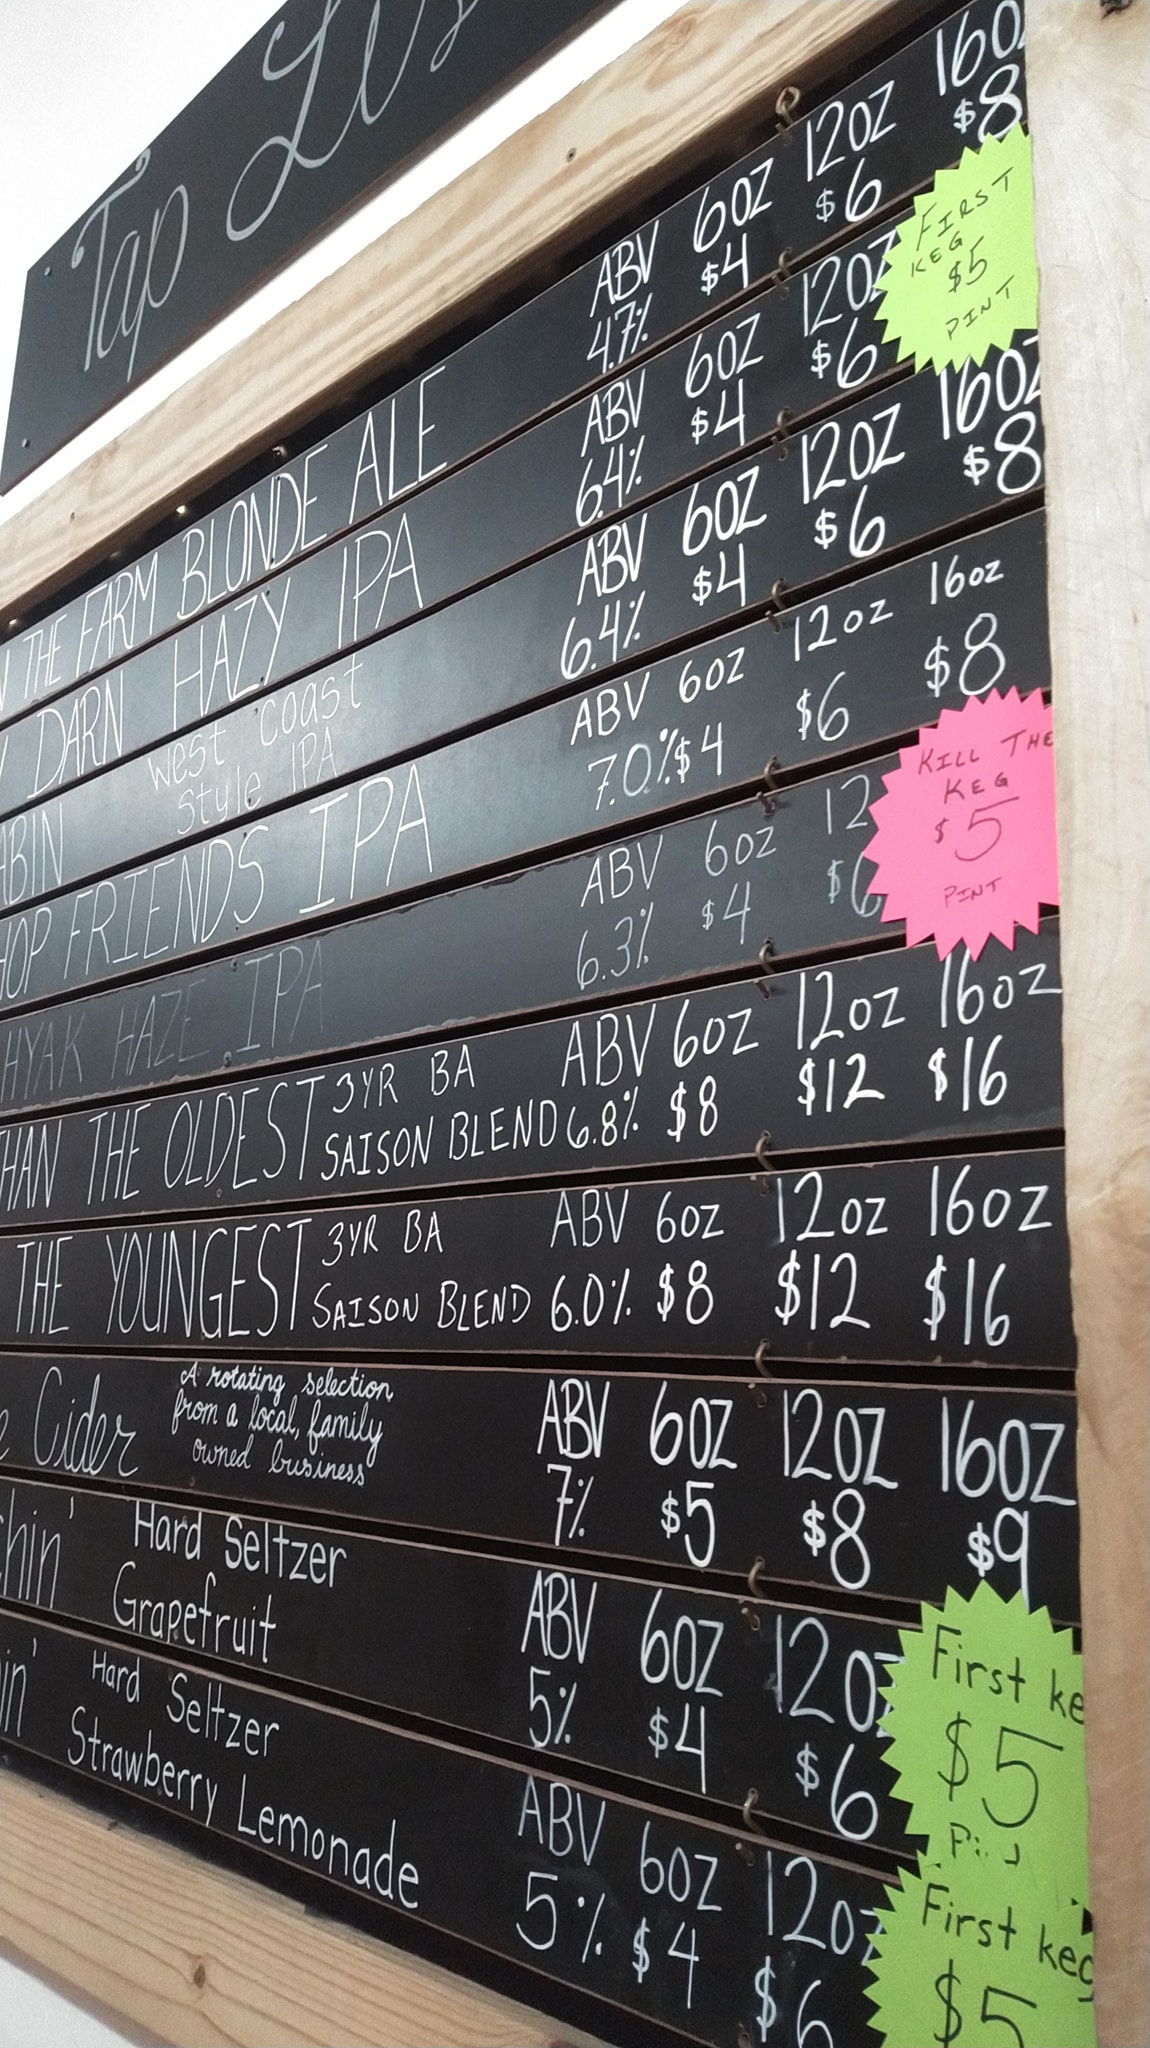 Tap
THE FARM BLONDE ALE
ABV 6OZ 12OZ 16OZ
4.7% $4 $6 $8
DARN HAZY IPA
ABV 6OZ 12OZ
6.4% $4 $6
FIRST
KEG
$5
PINT
West Coast
Style IPA
ABV 6OZ 12OZ 16OZ
6.4% $4 $6 $8
HOP FRIENDS IPA
ABV 6OZ 12OZ 16OZ
7.0% $4 $6 $8
HYAK HAZE IPA
ABV 6OZ 12
6.3% $4 $6
KILL THE
KEG
$5
PINT
THAN THE OLDEST 3YR BA
SAISON BLEND
ABV 6OZ 12OZ 16OZ
6.8% $8 $12 $16
THE YOUNGEST 3YR BA
SAISON BLEND
ABV 6OZ 12OZ 16OZ
6.0% $8 $12 $16
Cider
A rotating selection
from a local, family
owned business
ABV 6OZ 12OZ 16OZ
7% $5 $8 $9
Hard Seltzer
Grapefruit
ABV 6OZ 12OZ
5% $4 $6
First ke
$5
Hard Seltzer
Strawberry Lemonade
ABV 6OZ 12OZ
5% $4 $6
First keg
$5